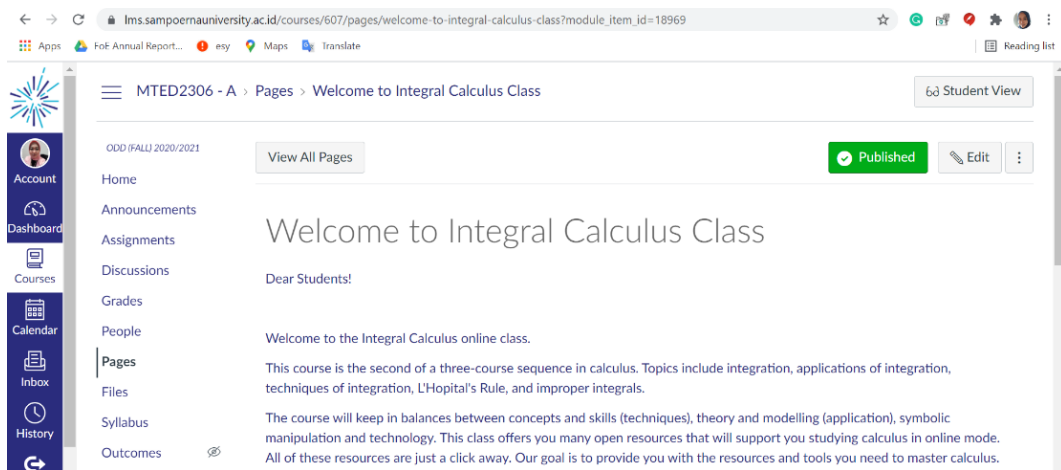 lms.sampoernauniversity.ac.id/courses/607/pages/welcome-to-integral-calculus-class?module_item_id=18969
Apps FoE Annual Report... esy Maps Translate Reading list
MTED2306 - A > Pages > Welcome to Integral Calculus Class Student View
ODD (FALL) 2020/2021
View All Pages Published Edit
Account
Dashboard
Courses
Calendar
Inbox
History
Home
Announcements
Assignments
Discussions
Grades
People
Pages
Files
Syllabus
Outcomes
Welcome to Integral Calculus Class
Dear Students!
Welcome to the Integral Calculus online class.
This course is the second of a three-course sequence in calculus. Topics include integration, applications of integration,
techniques of integration, L'Hopital's Rule, and improper integrals.
The course will keep in balances between concepts and skills (techniques), theory and modelling (application), symbolic
manipulation and technology. This class offers you many open resources that will support you studying calculus in online mode.
All of these resources are just a click away. Our goal is to provide you with the resources and tools you need to master calculus.